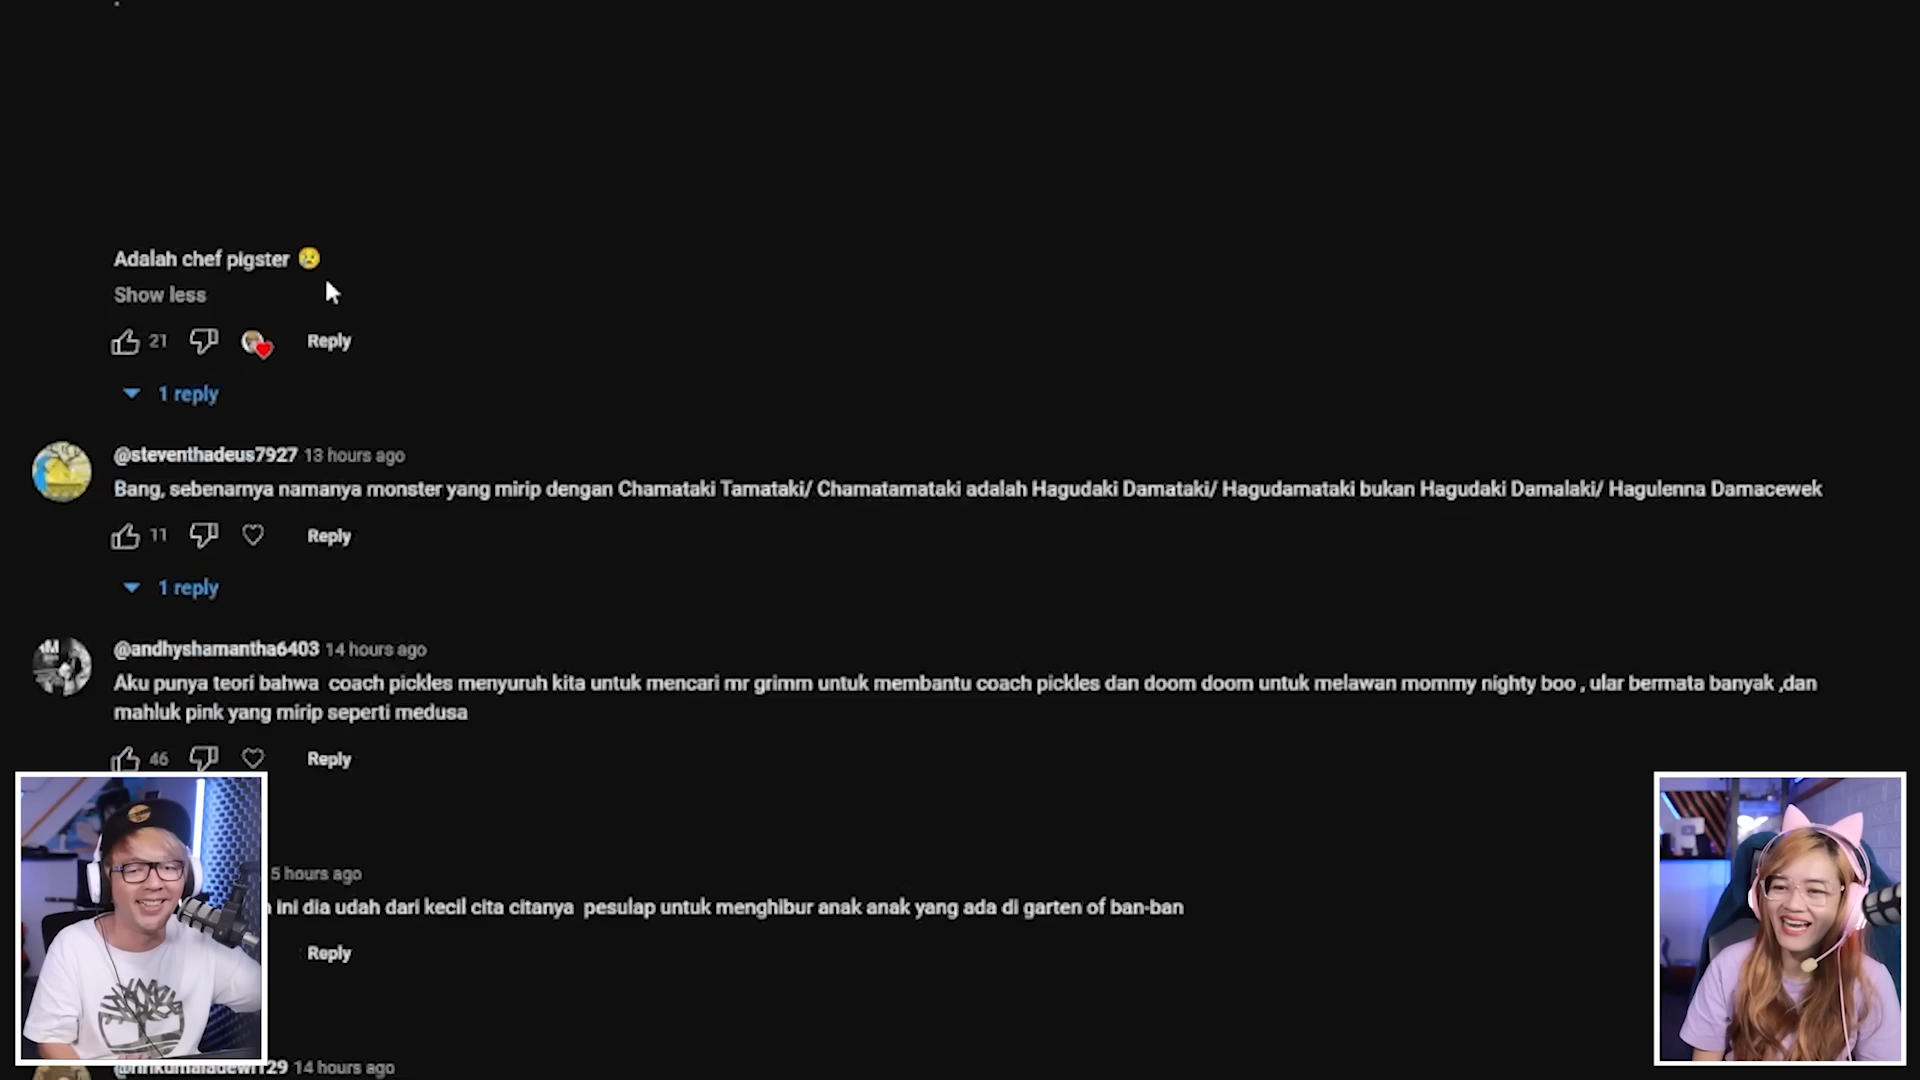 Adalah chef pigster 😢
Show less
21 Reply
1 reply
@steventhadeus7927 13 hours ago
Bang, sebenarnya namanya monster yang mirip dengan Chamataki Tamataki/ Chamatamataki adalah Hagudaki Damataki/ Hagudamataki bukan Hagudaki Damalaki/ Hagulenna Damacewek
11 Reply
1 reply
@andhyshamantha6403 14 hours ago
Aku punya teori bahwa coach pickles menyuruh kita untuk mencari mr grimm untuk membantu coach pickles dan doom doom untuk melawan mommy nighty boo , ular bermata banyak ,dan
mahluk pink yang mirip seperti medusa
46 Reply
5 hours ago
ini dia udah dari kecil cita citanya pesulap untuk menghibur anak anak yang ada di garten of ban-ban
Reply
14 hours ago